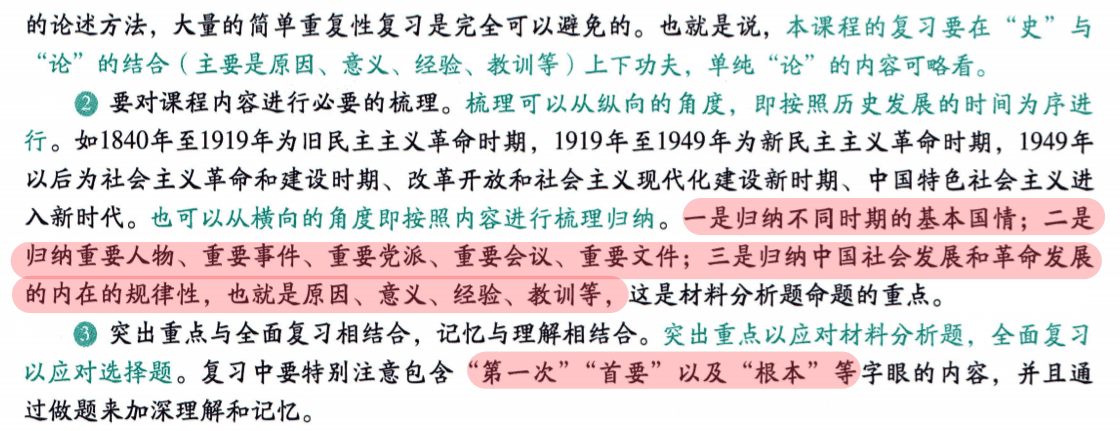 的论述方法，大量的简单重复性复习是完全可以避免的。也就是说，本课程的复习要在“史”与
“论”的结合（主要是原因、意义、经验、教训等）上下功夫，单纯“论”的内容可略看。
❷ 要对课程内容进行必要的梳理。梳理可以从纵向的角度，即按照历史发展的时间为序进
行。如1840年至1919年为旧民主主义革命时期，1919年至1949年为新民主主义革命时期，1949年
以后为社会主义革命和建设时期、改革开放和社会主义现代化建设新时期、中国特色社会主义进
入新时代。也可以从横向的角度即按照内容进行梳理归纳。一是归纳不同时期的基本国情；二是
归纳重要人物、重要事件、重要党派、重要会议、重要文件；三是归纳中国社会发展和革命发展
的内在的规律性，也就是原因、意义、经验、教训等，这是材料分析题命题的重点。
❸ 突出重点与全面复习相结合，记忆与理解相结合。突出重点以应对材料分析题，全面复习
以应对选择题。复习中要特别注意包含“第一次”“首要”以及“根本”等字眼的内容，并且通
过做题来加深理解和记忆。